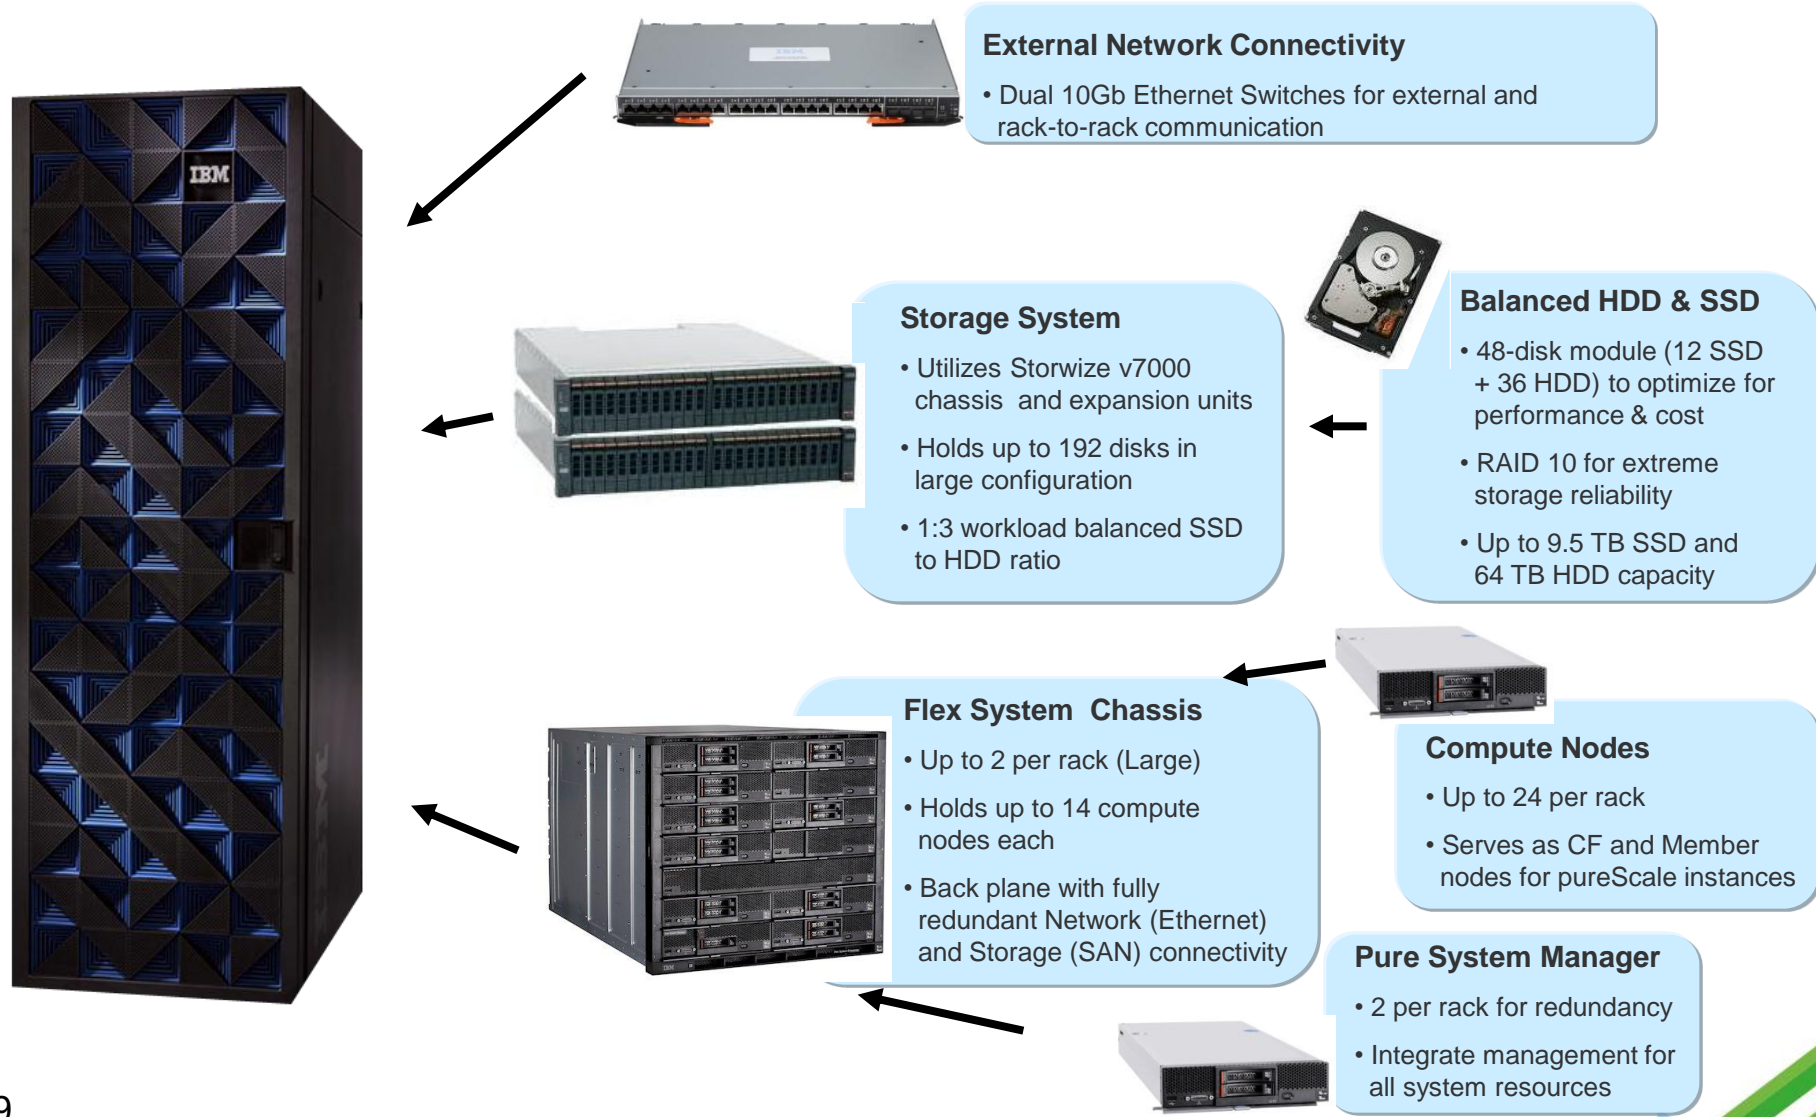 External Network Connectivity
• Dual 10Gb Ethernet Switches for external and
rack-to-rack communication
IBM
IBM
Storage System
• Utilizes Storwize v7000
chassis and expansion units
• Holds up to 192 disks in
large configuration
• 1:3 workload balanced SSD
to HDD ratio
Balanced HDD & SSD
• 48-disk module (12 SSD
+ 36 HDD) to optimize for
performance & cost
• RAID 10 for extreme
storage reliability
• Up to 9.5 TB SSD and
64 TB HDD capacity
Flex System Chassis
• Up to 2 per rack (Large)
• Holds up to 14 compute
nodes each
• Back plane with fully
redundant Network (Ethernet)
and Storage (SAN) connectivity
IBM
Compute Nodes
• Up to 24 per rack
• Serves as CF and Member
nodes for pureScale instances
Pure System Manager
• 2 per rack for redundancy
• Integrate management for
all system resources
9